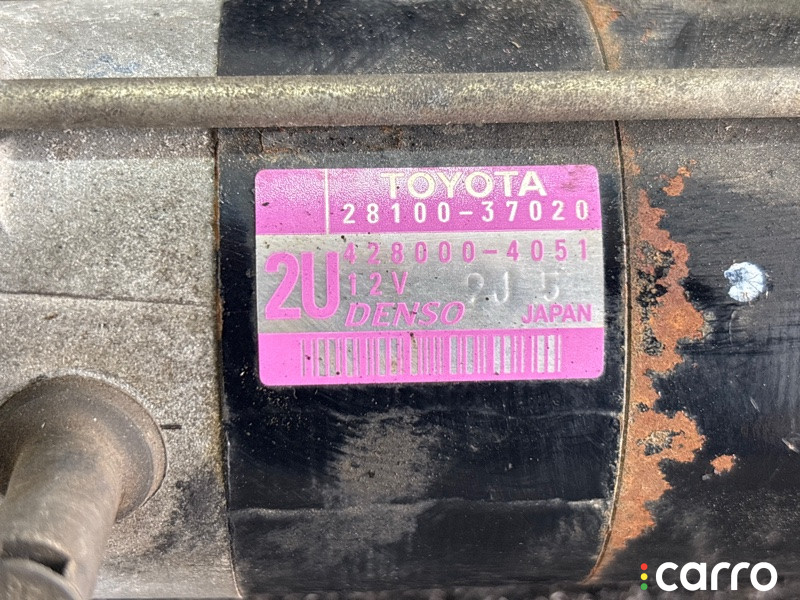 TOYOTA
28100-37020
428000-4051
2U 12V 9J 5
DENSO JAPAN
carro